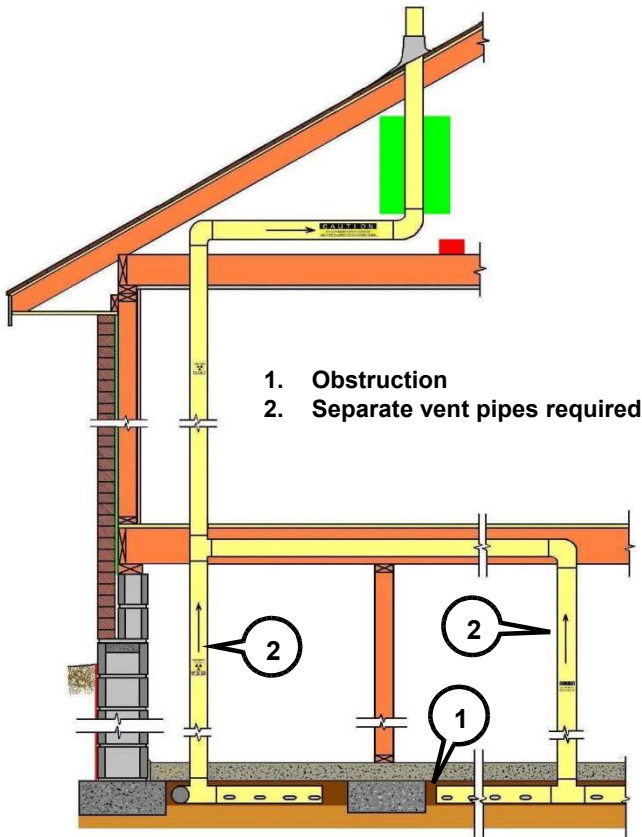 CAUTION
1. Obstruction
2. Separate vent pipes required
2
2
1